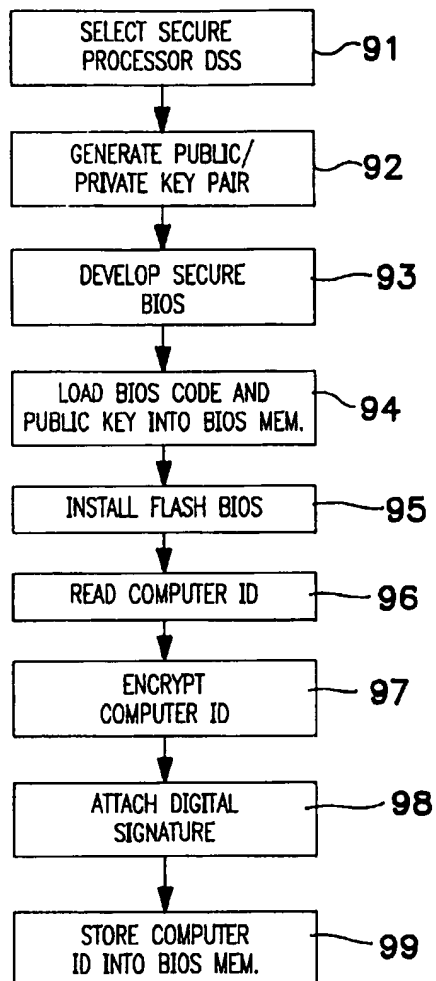 SELECT SECURE
PROCESSOR DSS
91
GENERATE PUBLIC/
PRIVATE KEY PAIR
92
DEVELOP SECURE
BIOS
93
LOAD BIOS CODE AND
PUBLIC KEY INTO BIOS MEM.
94
INSTALL FLASH BIOS
95
READ COMPUTER ID
96
ENCRYPT
COMPUTER ID
97
ATTACH DIGITAL
SIGNATURE
98
STORE COMPUTER
ID INTO BIOS MEM.
99